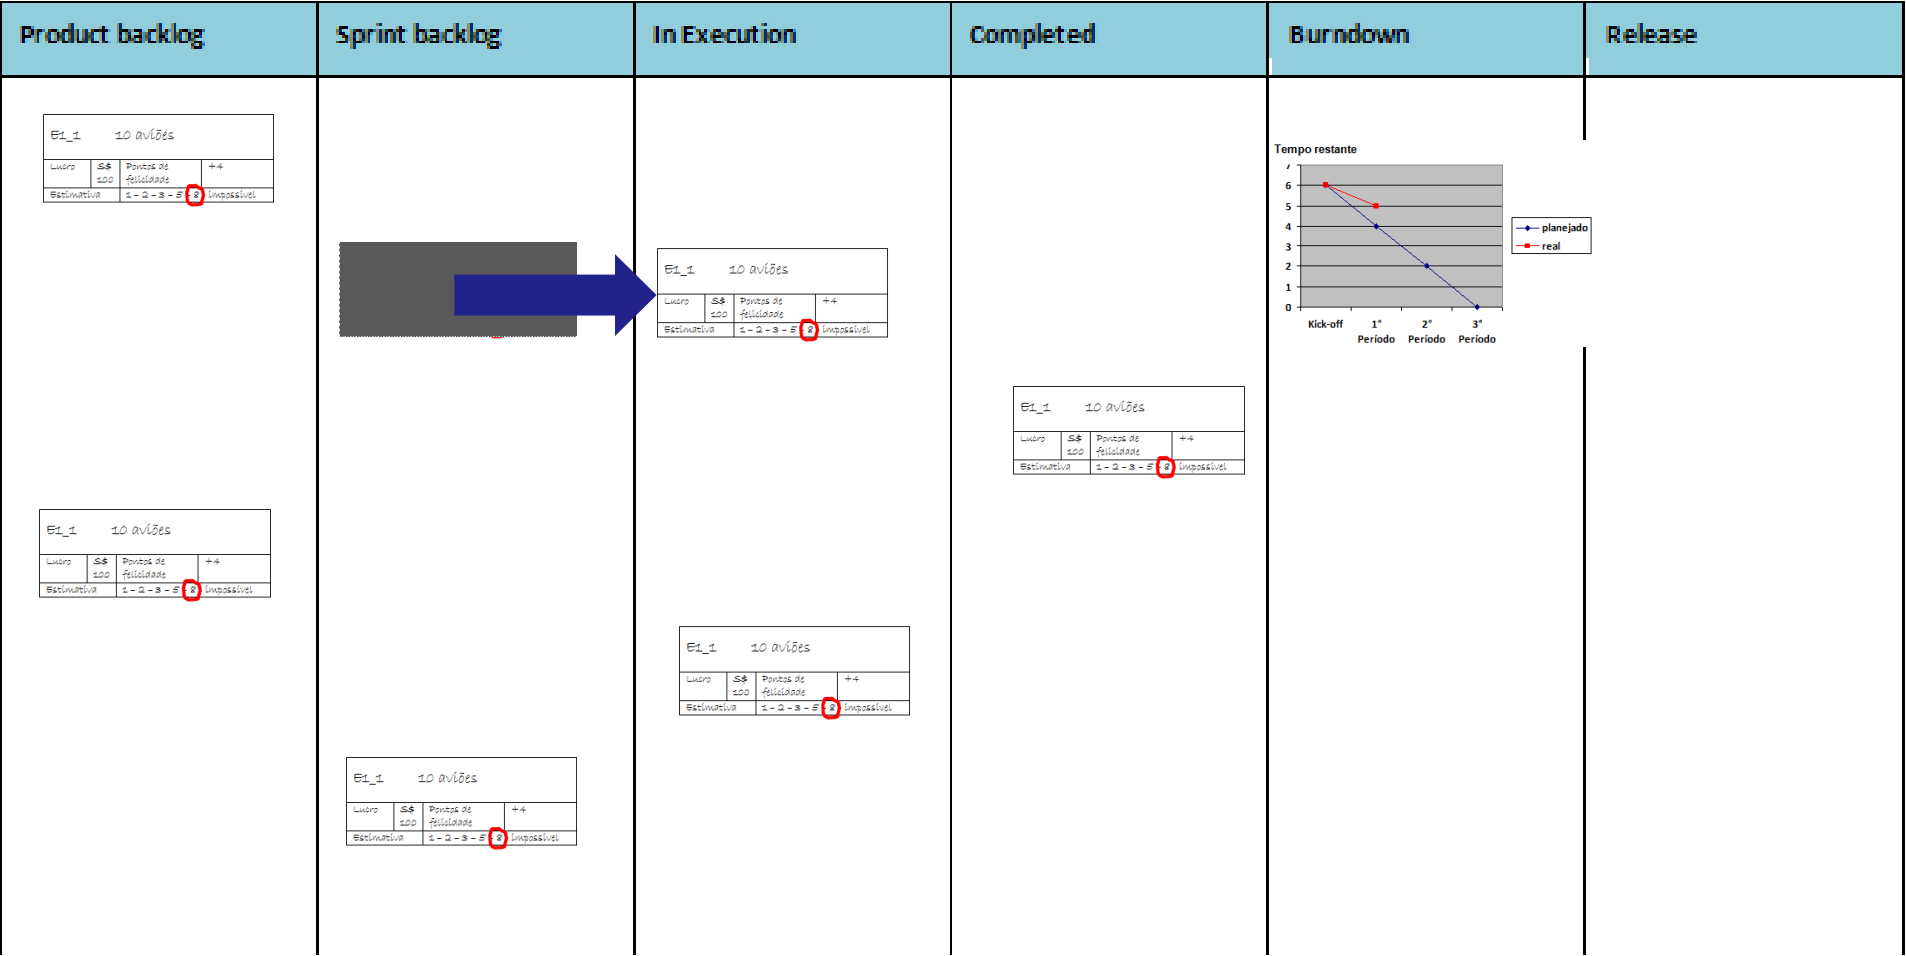 Product backlog
Sprint backlog
In Execution
Completed
Burndown
Release
E1_1 10 aviões
Lucro S$ 100 Pontos de felicidade +4
Estimativa 1 - 2 - 3 - 5 - 8 impossível
E1_1 10 aviões
Lucro S$ 100 Pontos de felicidade +4
Estimativa 1 - 2 - 3 - 5 - 8 impossível
E1_1 10 aviões
Lucro S$ 100 Pontos de felicidade +4
Estimativa 1 - 2 - 3 - 5 - 8 impossível
E1_1 10 aviões
Lucro S$ 100 Pontos de felicidade +4
Estimativa 1 - 2 - 3 - 5 - 8 impossível
E1_1 10 aviões
Lucro S$ 100 Pontos de felicidade +4
Estimativa 1 - 2 - 3 - 5 - 8 impossível
E1_1 10 aviões
Lucro S$ 100 Pontos de felicidade +4
Estimativa 1 - 2 - 3 - 5 - 8 impossível
Tempo restante
7
6
5
4
3
2
1
0
Kick-off 1° Período 2° Período 3° Período
planejado
real